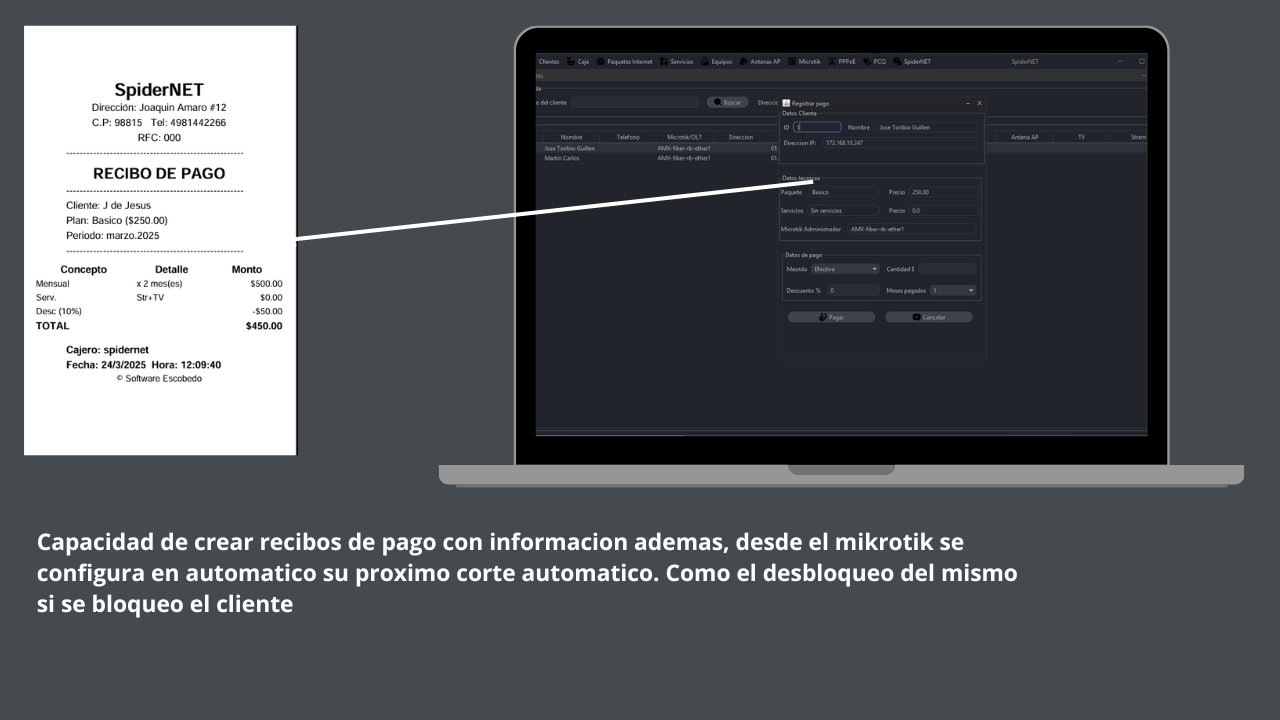 SpiderNET
Dirección: Joaquin Amaro #12
C.P: 98815 Tel: 4981442266
RFC: 000
RECIBO DE PAGO
Cliente: J de Jesus
Plan: Basico ($250.00)
Periodo: marzo.2025
Concepto Detalle Monto
Mensual x 2 mes(es) $500.00
Serv. Str+TV $0.00
Desc (10%) -$50.00
TOTAL $450.00
Cajero: spidernet
Fecha: 24/3/2025 Hora: 12:09:40
© Software Escobedo
Clientes Caja Paquetes Internet Servicios Equipos Antenas AP Microtik PPPoE PCQ SpiderNET SpiderNET
e del cliente Buscar Direcc
Nombre Telefono Microtik/OLT Direccion Antena AP TV Strem
Jose Toribio Guillen AMX-fiber-rb-ether1 01.
Martin Carlos AMX-fiber-rb-ether1 01.
Registrar pago
Datos Cliente
ID 1 Nombre Jose Toribio Guillen
Direccion IP: 172.168.10.247
Datos tecnicos
Paquete Basico Precio 250.00
Servicios Sin servicios Precio 0.0
Microtik Administrador AMX-fiber-rb-ether1
Datos de pago
Meotdo Efectivo Cantidad $
Descuento % 0 Meses pagados 1
Pagar Cancelar
Capacidad de crear recibos de pago con informacion ademas, desde el mikrotik se
configura en automatico su proximo corte automatico. Como el desbloqueo del mismo
si se bloqueo el cliente